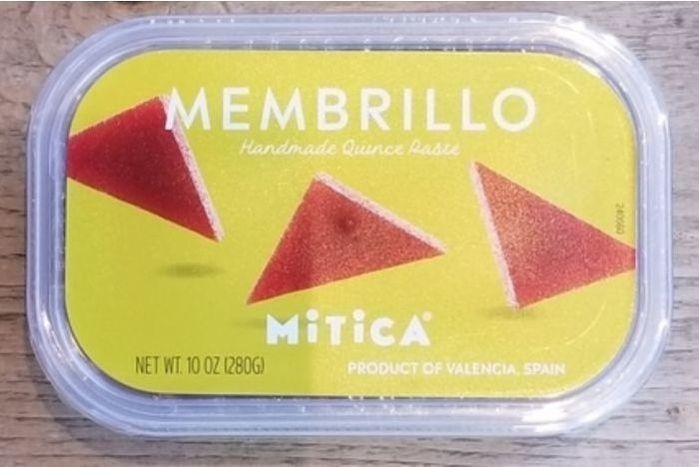 MEMBRILLO
Handmade Quince Paste
MiTiCA®
NET WT. 10 OZ (280G)
PRODUCT OF VALENCIA, SPAIN